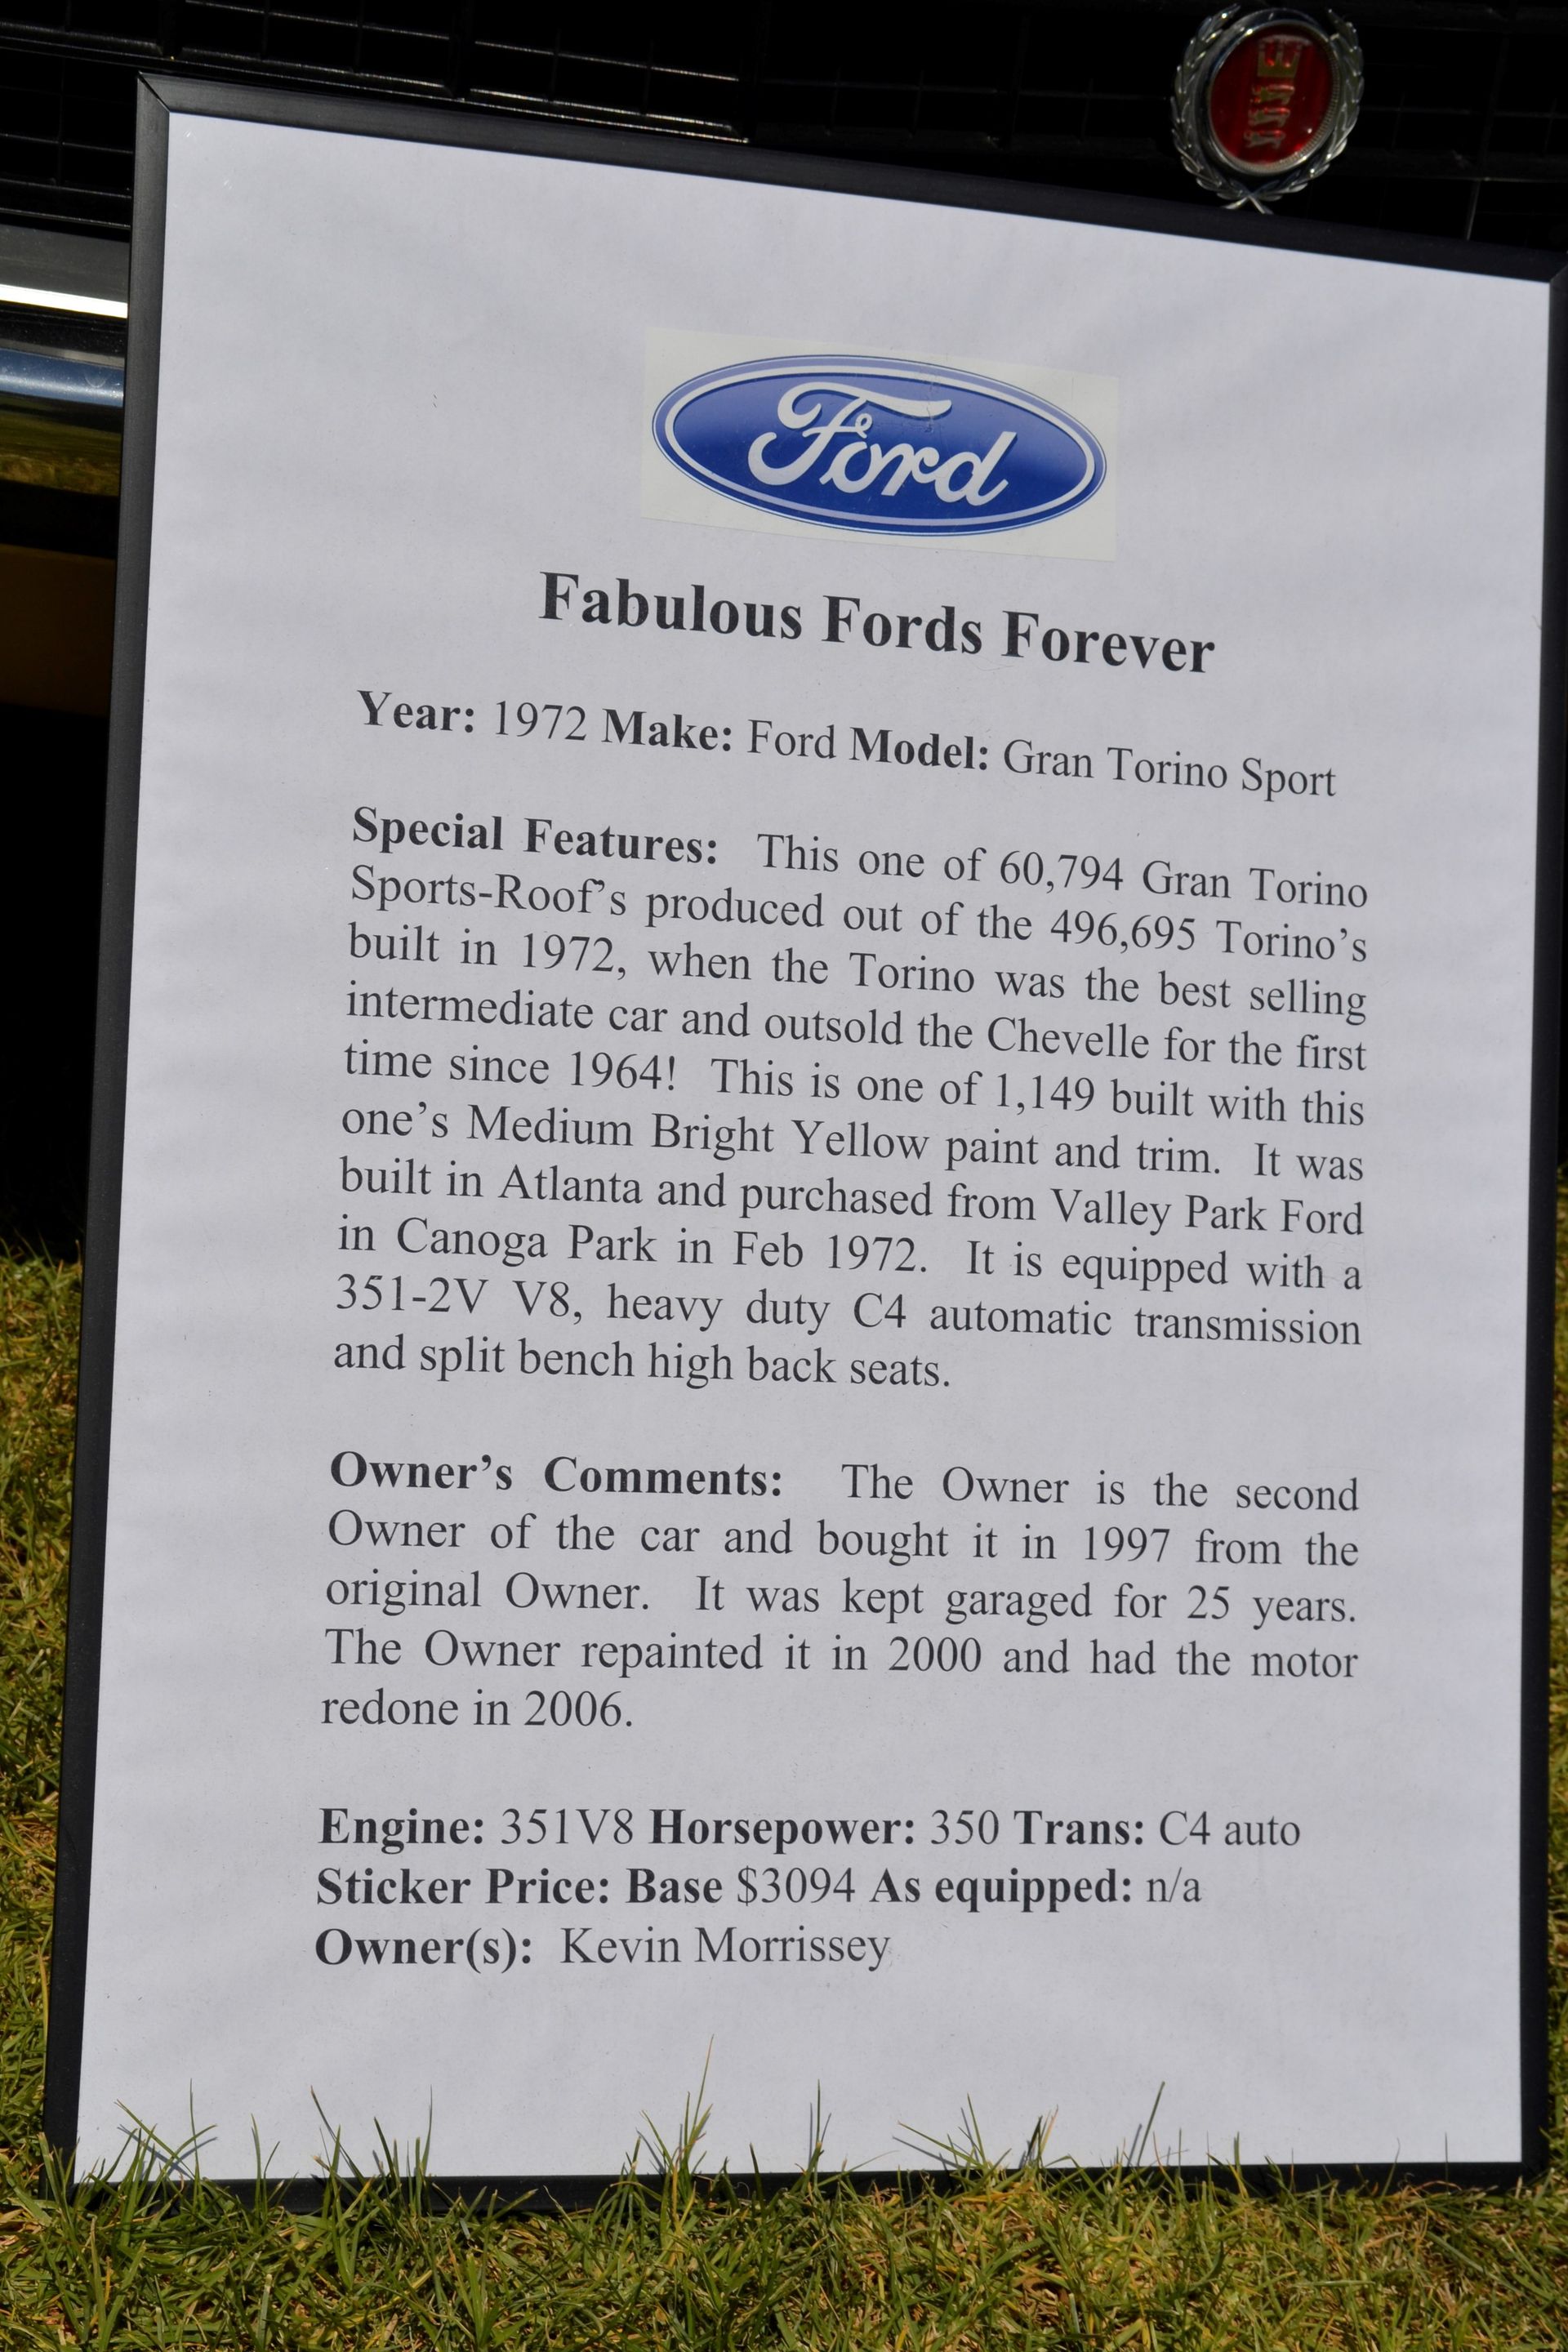 Ford
Fabulous Fords Forever
Year: 1972 Make: Ford Model: Gran Torino Sport
Special Features: This one of 60,794 Gran Torino
Sports-Roof’s produced out of the 496,695 Torino’s
built in 1972, when the Torino was the best selling
intermediate car and outsold the Chevelle for the first
time since 1964! This is one of 1,149 built with this
one’s Medium Bright Yellow paint and trim. It was
built in Atlanta and purchased from Valley Park Ford
in Canoga Park in Feb 1972. It is equipped with a
351-2V V8, heavy duty C4 automatic transmission
and split bench high back seats.
Owner’s Comments: The Owner is the second
Owner of the car and bought it in 1997 from the
original Owner. It was kept garaged for 25 years.
The Owner repainted it in 2000 and had the motor
redone in 2006.
Engine: 351V8 Horsepower: 350 Trans: C4 auto
Sticker Price: Base $3094 As equipped: n/a
Owner(s): Kevin Morrissey